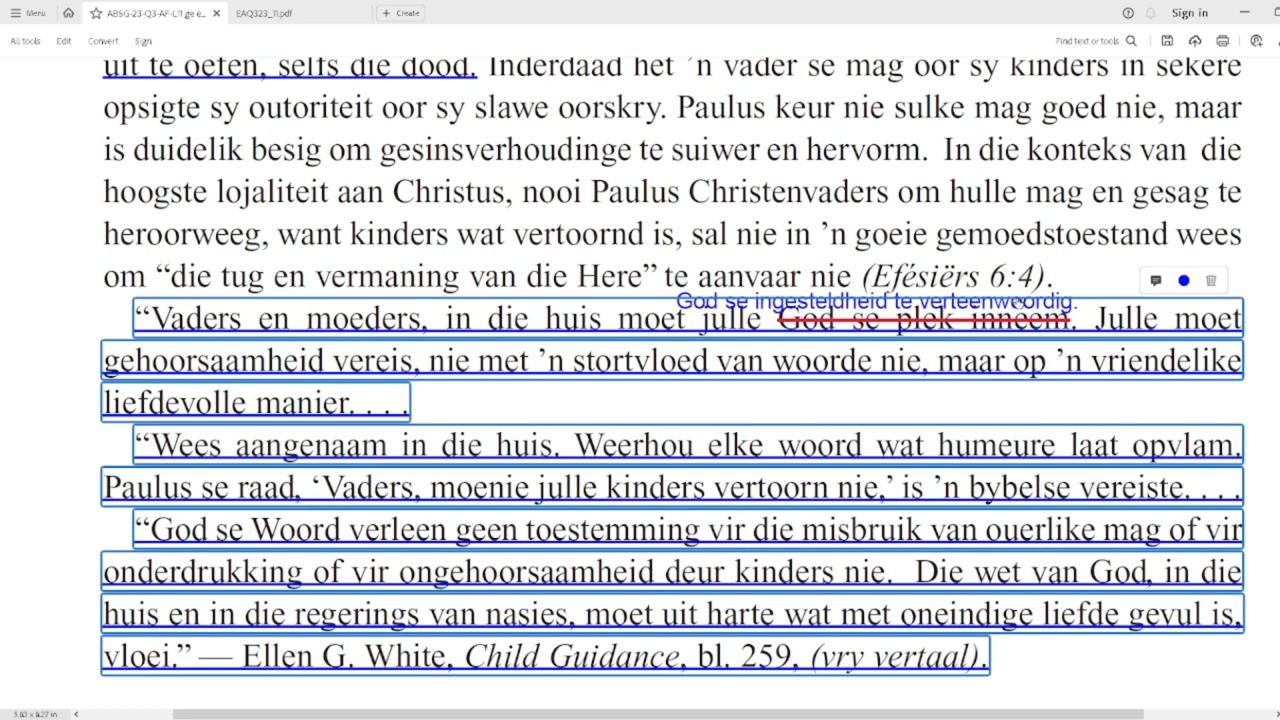 Menu
ABSG-23-Q3-AF-L11 ge e...
EAQ323_11.pdf
Create
Sign in
All tools Edit Convert Sign
Find text or tools
uit te oefen, selfs die dood. Inderdaad het ’n vader se mag oor sy kinders in sekere
opsigte sy outoriteit oor sy slawe oorskry. Paulus keur nie sulke mag goed nie, maar
is duidelik besig om gesinsverhoudinge te suiwer en hervorm. In die konteks van die
hoogste lojaliteit aan Christus, nooi Paulus Christenvaders om hulle mag en gesag te
heroorweeg, want kinders wat vertoornd is, sal nie in ’n goeie gemoedstoestand wees
om “die tug en vermaning van die Here” te aanvaar nie (Efésiërs 6:4).
God se ingesteldheid te verteenwoordig.
“Vaders en moeders, in die huis moet julle God se plek inneem. Julle moet
gehoorsaamheid vereis, nie met ’n stortvloed van woorde nie, maar op ’n vriendelike
liefdevolle manier. . . .
“Wees aangenaam in die huis. Weerhou elke woord wat humeure laat opvlam.
Paulus se raad, ‘Vaders, moenie julle kinders vertoorn nie,’ is ’n bybelse vereiste. . . .
“God se Woord verleen geen toestemming vir die misbruik van ouerlike mag of vir
onderdrukking of vir ongehoorsaamheid deur kinders nie. Die wet van God, in die
huis en in die regerings van nasies, moet uit harte wat met oneindige liefde gevul is,
vloei.” — Ellen G. White, Child Guidance, bl. 259, (vry vertaal).